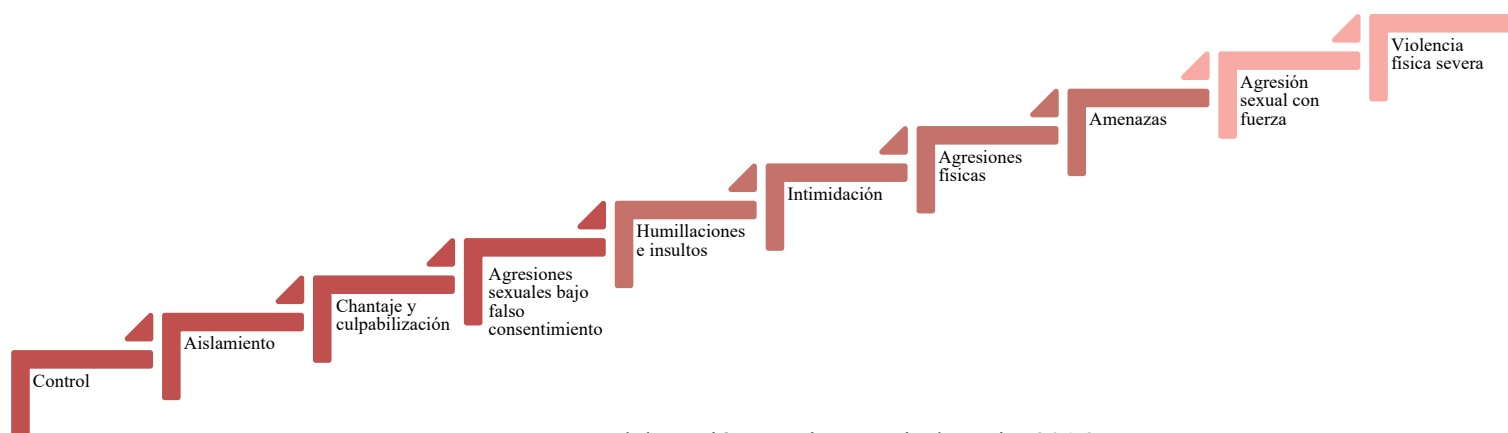 Control
Aislamiento
Chantaje y
culpabilización
Agresiones
sexuales bajo
falso
consentimiento
Humillaciones
e insultos
Intimidación
Agresiones
físicas
Amenazas
Agresión
sexual con
fuerza
Violencia
física severa